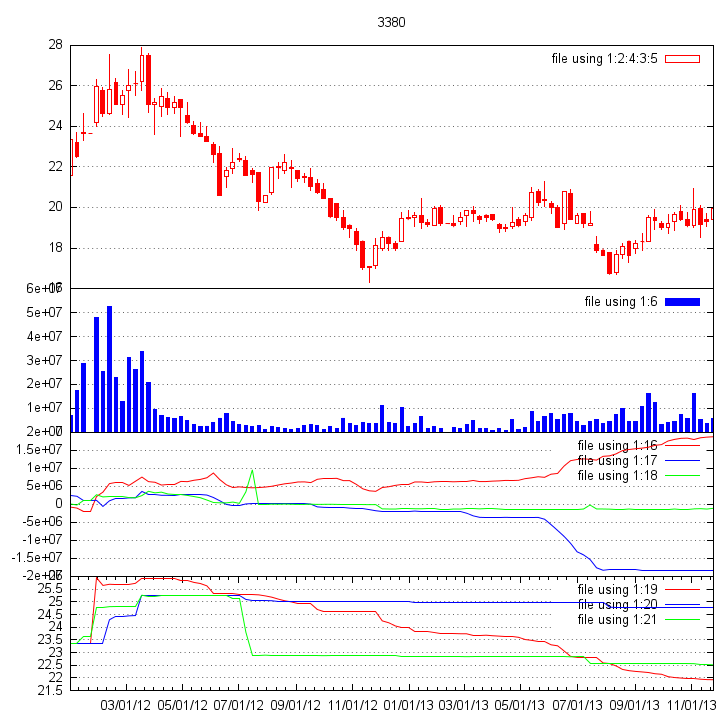 3380
28
file using 1:2:4:3:5
26
24
22
20
18
6e+07
file using 1:6
5e+07
4e+07
3e+07
2e+07
1e+07
2e+07
1.5e+07
file using 1:16
file using 1:17
1e+07
file using 1:18
5e+06
0
-5e+06
-1e+07
-1.5e+07
-2e+07
25.5
file using 1:19
25
file using 1:20
24.5
file using 1:21
24
23.5
23
22.5
22
21.5
03/01/12 05/01/12 07/01/12 09/01/12 11/01/12 01/01/13 03/01/13 05/01/13 07/01/13 09/01/13 11/01/13